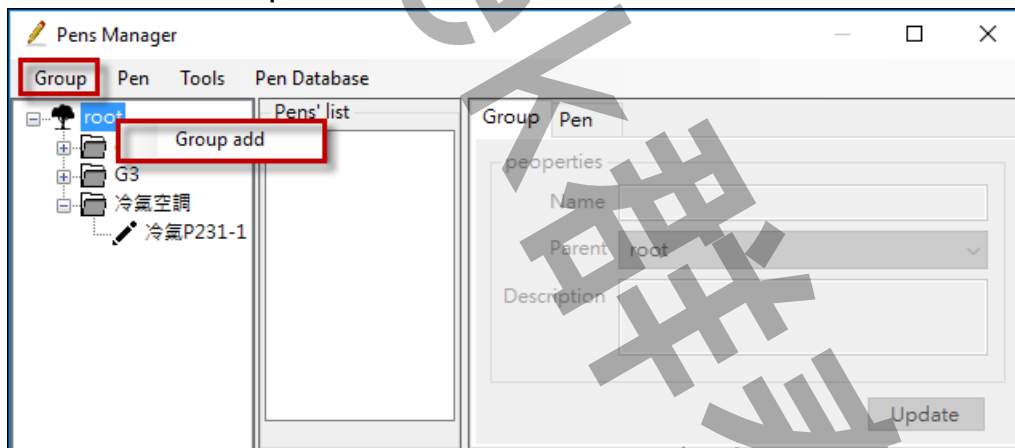 Pens Manager
Group Pen Tools Pen Database
root
Group add
G3
冷氣空調
冷氣P231-1
Pens' list
Group Pen
peoperties
Name
Parent root
Description
Update